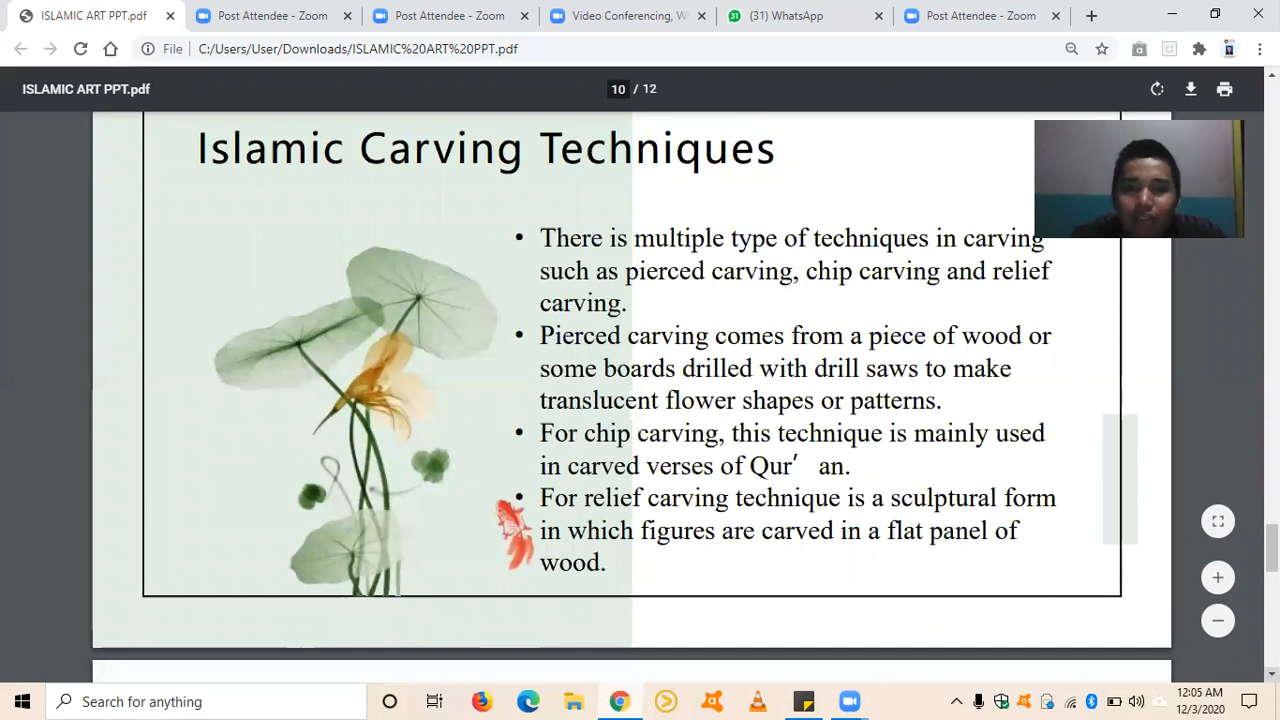 ISLAMIC ART PPT.pdf
Post Attendee - Zoom
Post Attendee - Zoom
Video Conferencing, W
(31) WhatsApp
Post Attendee - Zoom
File
C:/Users/User/Downloads/ISLAMIC%20ART%20PPT.pdf
ISLAMIC ART PPT.pdf
10 / 12
Islamic Carving Techniques
• There is multiple type of techniques in carving
such as pierced carving, chip carving and relief
carving.
• Pierced carving comes from a piece of wood or
some boards drilled with drill saws to make
translucent flower shapes or patterns.
• For chip carving, this technique is mainly used
in carved verses of Qur’ an.
• For relief carving technique is a sculptural form
in which figures are carved in a flat panel of
wood.
Search for anything
12:05 AM
12/3/2020